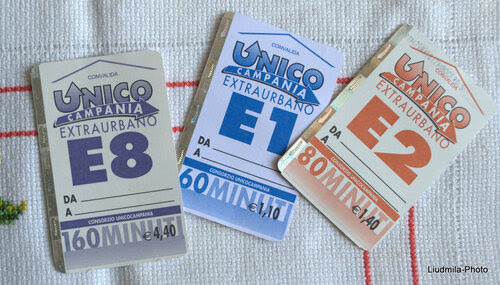 CONVALIDA
UNICO
CAMPANIA
EXTRAURBANO
E8
DA
A
CONSORZIO UNICOCAMPANIA
160 MINUTI
€ 4,40
CONVALIDA
UNICO
CAMPANIA
EXTRAURBANO
E1
DA
A
CONSORZIO UNICOCAMPANIA
60 MINUTI
€ 1,10
CONVALIDA
UNICO
CAMPANIA
EXTRAURBANO
E2
DA
A
CONSORZIO UNICOCAMPANIA
80 MINUTI
€ 1,40
Liudmila-Photo